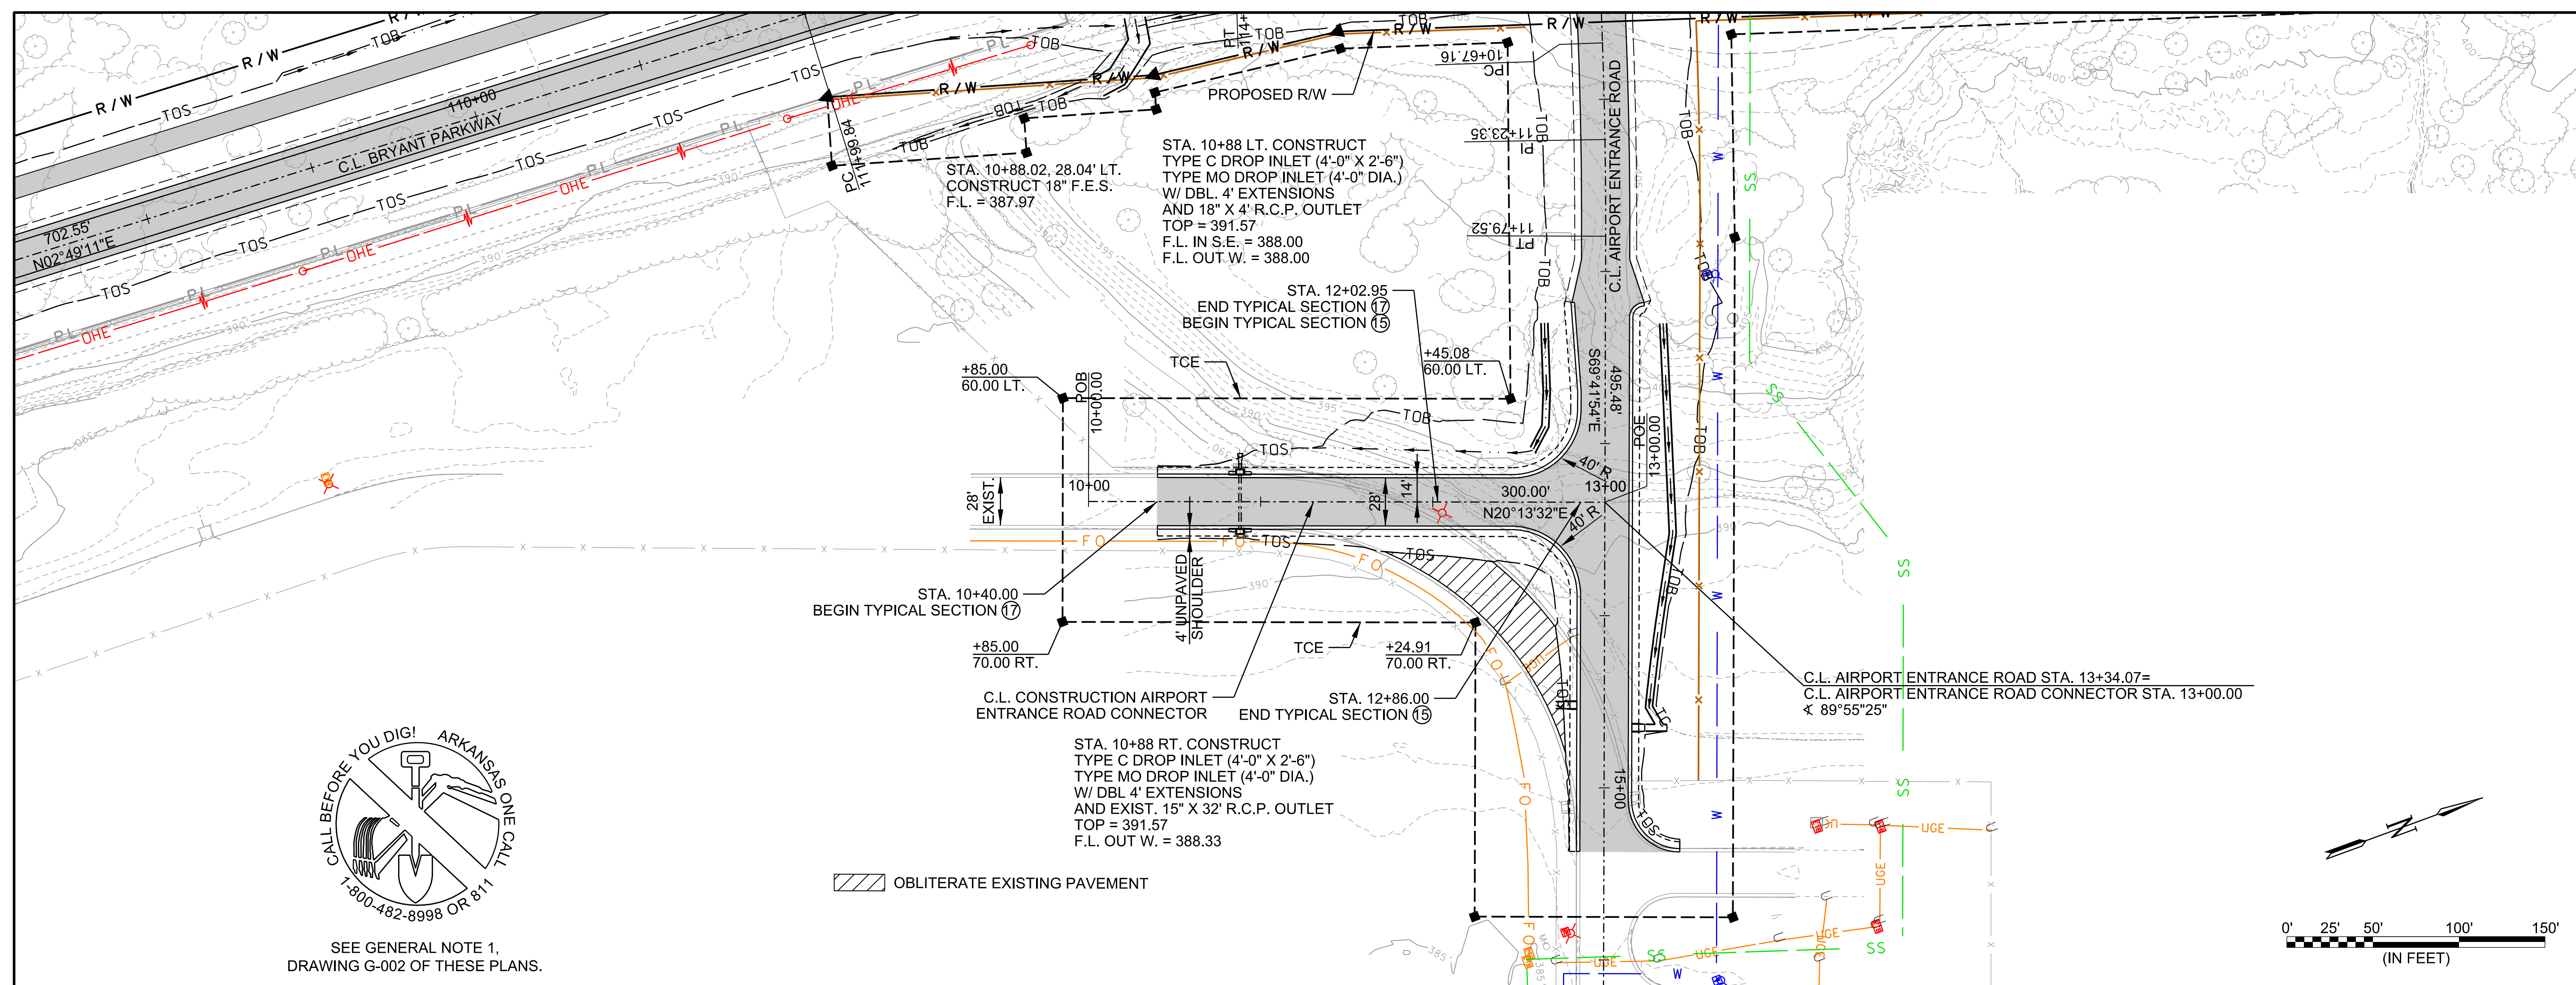 R/W
TOB
TOS
110+00
C.L. BRYANT PARKWAY
702.55'
N02°49'11"E
PL
OHE
PC
111+99.84
PT
114+
R/W
TOB
PROPOSED R/W
PC
10+67.16
PI
11+23.35
PT
11+79.52
C.L. AIRPORT ENTRANCE ROAD
STA. 10+88.02, 28.04' LT.
CONSTRUCT 18" F.E.S.
F.L. = 387.97
STA. 10+88 LT. CONSTRUCT
TYPE C DROP INLET (4'-0" X 2'-6")
TYPE MO DROP INLET (4'-0" DIA.)
W/ DBL. 4' EXTENSIONS
AND 18" X 4' R.C.P. OUTLET
TOP = 391.57
F.L. IN S.E. = 388.00
F.L. OUT W. = 388.00
STA. 12+02.95
END TYPICAL SECTION 17
BEGIN TYPICAL SECTION 15
+85.00
60.00 LT.
POB
10+00.00
TCE
+45.08
60.00 LT.
S69°41'54"E
495.48'
POE
13+00.00
28'
EXIST.
10+00
TOS
28'
14'
300.00'
N20°13'32"E
13+00
40' R
40' R
FO
4' UNPAVED
SHOULDER
STA. 10+40.00
BEGIN TYPICAL SECTION 17
+85.00
70.00 RT.
TCE
+24.91
70.00 RT.
C.L. CONSTRUCTION AIRPORT
ENTRANCE ROAD CONNECTOR
STA. 12+86.00
END TYPICAL SECTION 15
C.L. AIRPORT ENTRANCE ROAD STA. 13+34.07=
C.L. AIRPORT ENTRANCE ROAD CONNECTOR STA. 13+00.00
∢ 89°55'25"
STA. 10+88 RT. CONSTRUCT
TYPE C DROP INLET (4'-0" X 2'-6")
TYPE MO DROP INLET (4'-0" DIA.)
W/ DBL 4' EXTENSIONS
AND EXIST. 15" X 32' R.C.P. OUTLET
TOP = 391.57
F.L. OUT W. = 388.33
15+00
OBLITERATE EXISTING PAVEMENT
CALL BEFORE YOU DIG! ARKANSAS ONE CALL
1-800-482-8998 OR 811
SEE GENERAL NOTE 1,
DRAWING G-002 OF THESE PLANS.
W
SS
UGE
N
0' 25' 50' 100' 150'
(IN FEET)